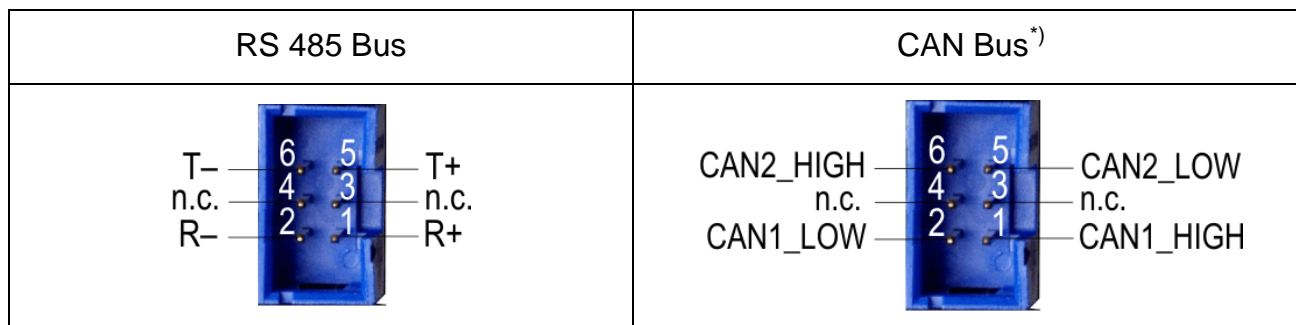 RS 485 Bus
CAN Bus*)
T– 6 5 T+
n.c. 4 3 n.c.
R– 2 1 R+
CAN2_HIGH 6 5 CAN2_LOW
n.c. 4 3 n.c.
CAN1_LOW 2 1 CAN1_HIGH